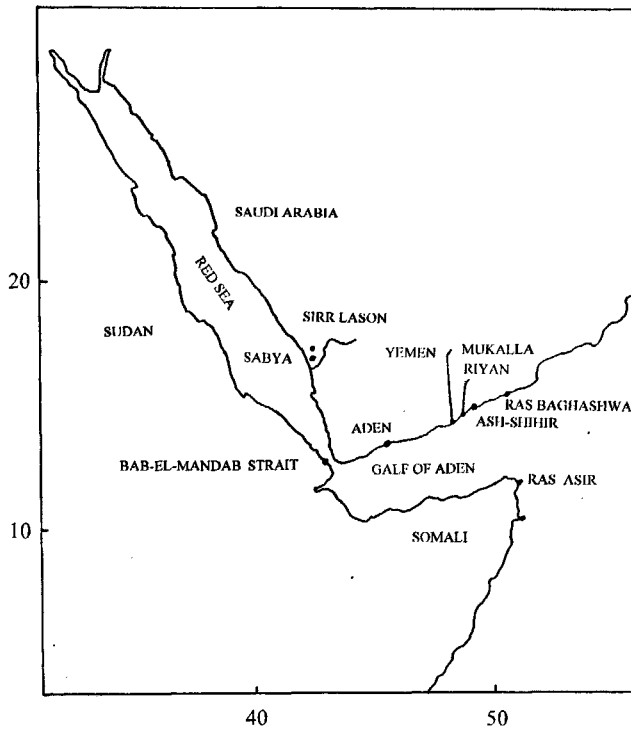 SAUDI ARABIA
RED SEA
20
SIRR LASON
SUDAN
SABYA
YEMEN
MUKALLA
RIYAN
RAS BAGHASHWA
ASH-SHIHIR
ADEN
BAB-EL-MANDAB STRAIT
GALF OF ADEN
RAS ASIR
10
SOMALI
40
50